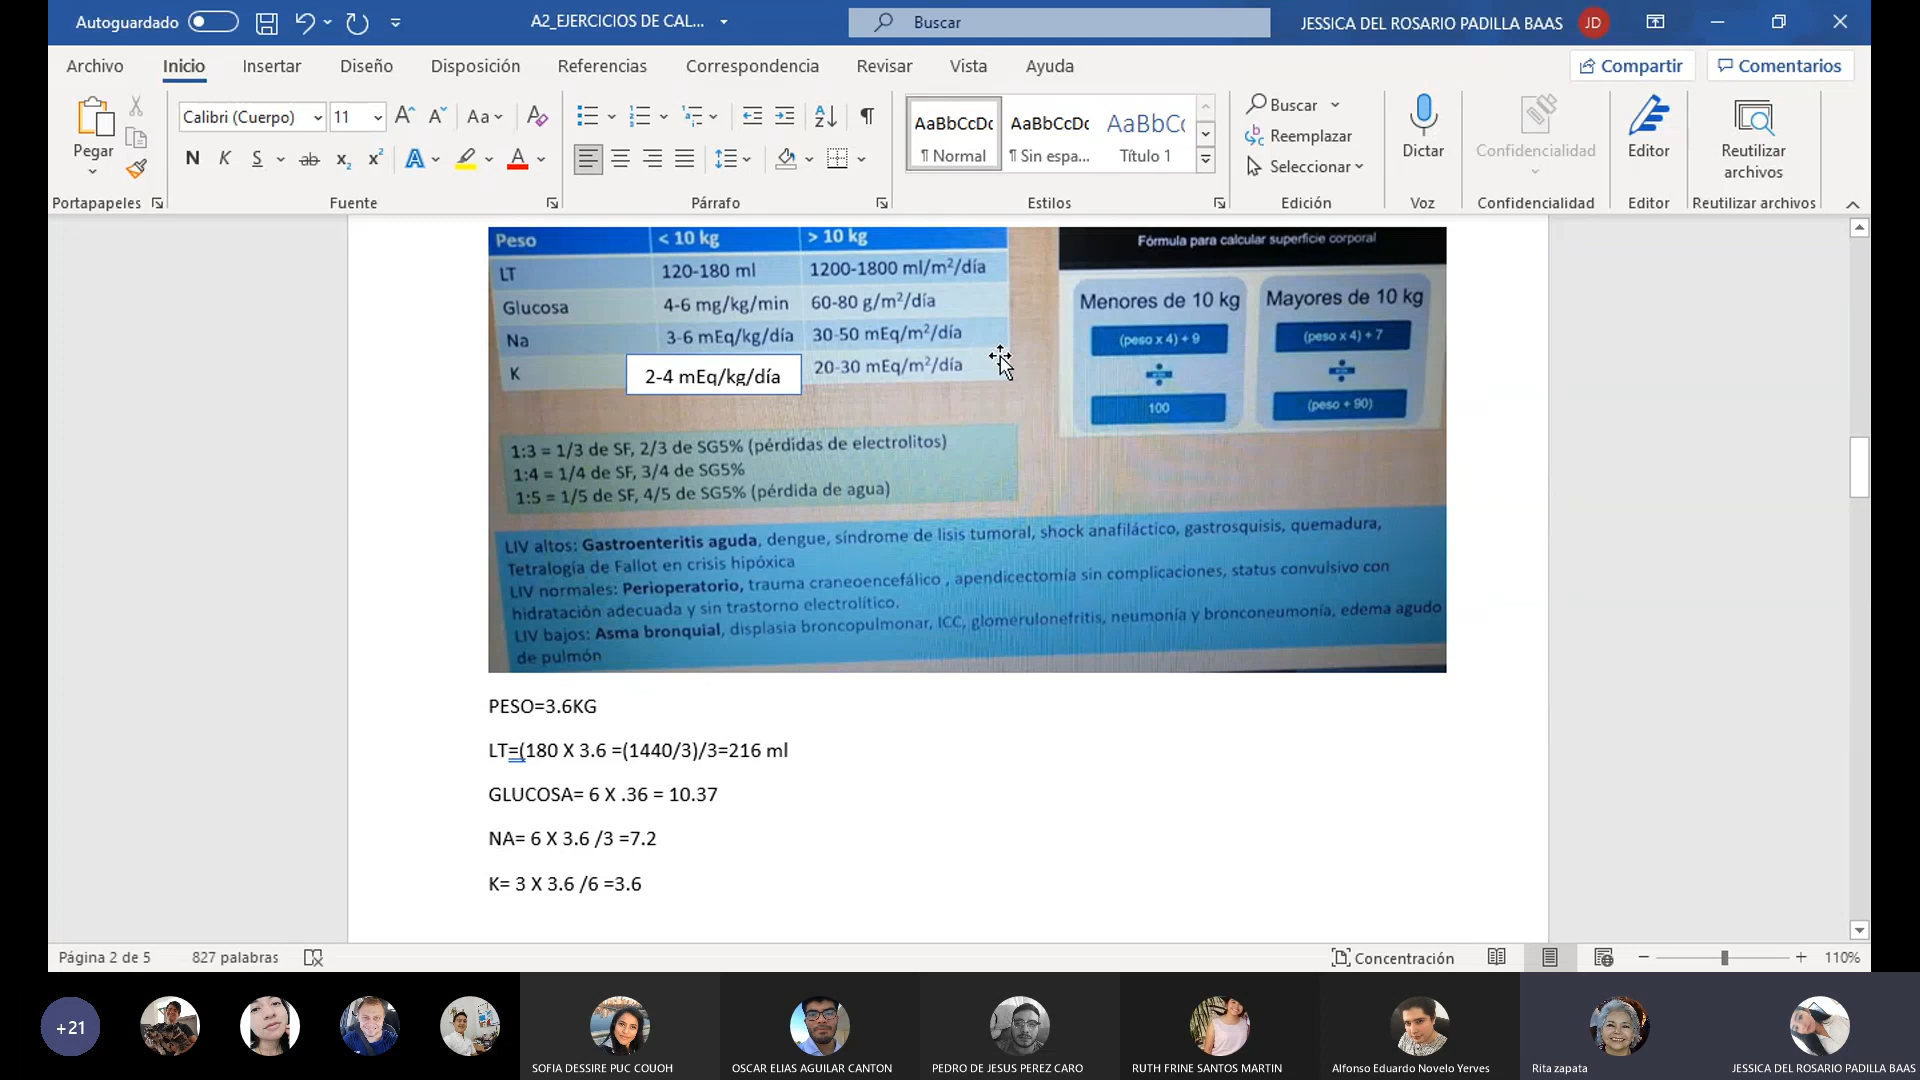 Autoguardado
A2_EJERCICIOS DE CAL...
Buscar
JESSICA DEL ROSARIO PADILLA BAAS
JD
Archivo Inicio Insertar Diseño Disposición Referencias Correspondencia Revisar Vista Ayuda
Compartir
Comentarios
Pegar
Calibri (Cuerpo)
11
Aa
N K S ab x₂ x²
AaBbCcDc AaBbCcDc AaBbCc
¶ Normal ¶ Sin espa... Título 1
Buscar
Reemplazar
Seleccionar
Dictar
Confidencialidad
Editor
Reutilizar
archivos
Portapapeles Fuente Párrafo Estilos Edición Voz Confidencialidad Editor Reutilizar archivos
Peso < 10 kg > 10 kg
LT 120-180 ml 1200-1800 ml/m²/día
Glucosa 4-6 mg/kg/min 60-80 g/m²/día
Na 3-6 mEq/kg/día 30-50 mEq/m²/día
K 2-4 mEq/kg/día 20-30 mEq/m²/día
Fórmula para calcular superficie corporal
Menores de 10 kg
(peso x 4) + 9
100
Mayores de 10 kg
(peso x 4) + 7
(peso + 90)
1:3 = 1/3 de SF, 2/3 de SG5% (pérdidas de electrolitos)
1:4 = 1/4 de SF, 3/4 de SG5%
1:5 = 1/5 de SF, 4/5 de SG5% (pérdida de agua)
LIV altos: Gastroenteritis aguda, dengue, síndrome de lisis tumoral, shock anafiláctico, gastrosquisis, quemadura,
Tetralogía de Fallot en crisis hipóxica
LIV normales: Perioperatorio, trauma craneoencefálico , apendicectomía sin complicaciones, status convulsivo con
hidratación adecuada y sin trastorno electrolítico.
LIV bajos: Asma bronquial, displasia broncopulmonar, ICC, glomerulonefritis, neumonía y bronconeumonía, edema agudo
de pulmón
PESO=3.6KG
LT=(180 X 3.6 =(1440/3)/3=216 ml
GLUCOSA= 6 X .36 = 10.37
NA= 6 X 3.6 /3 =7.2
K= 3 X 3.6 /6 =3.6
Página 2 de 5
827 palabras
Concentración
110%
+21
SOFIA DESSIRE PUC COUOH
OSCAR ELIAS AGUILAR CANTON
PEDRO DE JESUS PEREZ CARO
RUTH FRINE SANTOS MARTIN
Alfonso Eduardo Novelo Yerves
Rita zapata
JESSICA DEL ROSARIO PADILLA BAAS